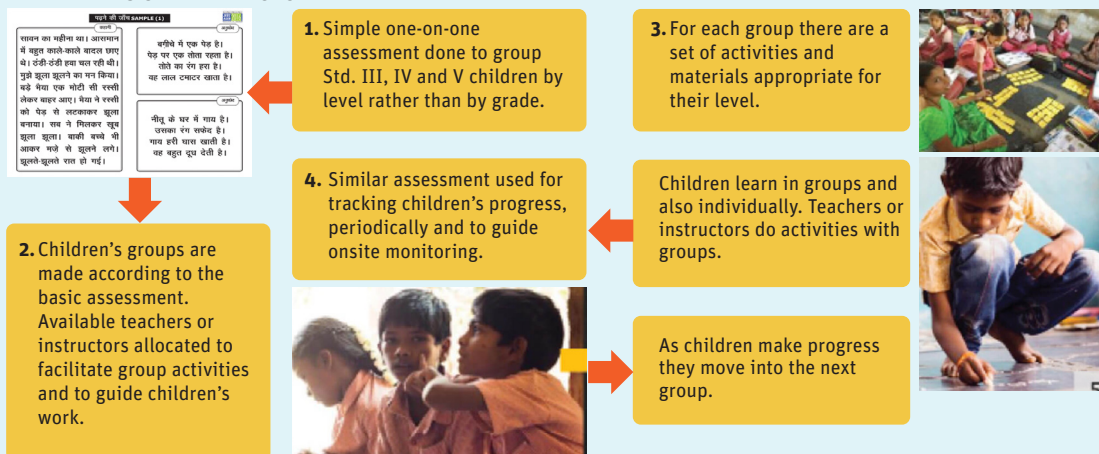 पढ़ने की जाँच SAMPLE (1)
कहानी
सावन का महीना था। आसमान
में बहुत काले-काले बादल छाए
थे। ठंडी-ठंडी हवा चल रही थी।
मुझे झूला झूलने का मन किया।
बड़े भैया एक मोटी सी रस्सी
लेकर बाहर आए। भैया ने रस्सी
को पेड़ से लटकाकर झूला
बनाया। सब ने मिलकर खूब
झूला झूला। बाकी बच्चे भी
आकर मज़े से झूलने लगे।
झूलते-झूलते रात हो गई।
अनुच्छेद
बगीचे में एक पेड़ है।
पेड़ पर एक तोता रहता है।
तोते का रंग हरा है।
वह लाल टमाटर खाता है।
अनुच्छेद
नीतू के घर में गाय है।
उसका रंग सफेद है।
गाय हरी घास खाती है।
वह बहुत दूध देती है।
1. Simple one-on-one
assessment done to group
Std. III, IV and V children by
level rather than by grade.
2. Children's groups are
made according to the
basic assessment.
Available teachers or
instructors allocated to
facilitate group activities
and to guide children's
work.
3. For each group there are a
set of activities and
materials appropriate for
their level.
Children learn in groups and
also individually. Teachers or
instructors do activities with
groups.
4. Similar assessment used for
tracking children's progress,
periodically and to guide
onsite monitoring.
As children make progress
they move into the next
group.